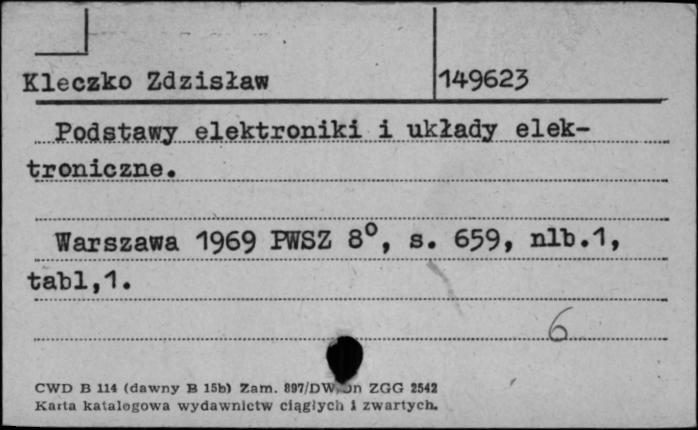 Kleczko Zdzisław 149623
Podstawy elektroniki i układy elek-
troniczne.
Warszawa 1969 PWSZ 8°, s. 659, nlb.1,
tabl,1.
6
CWD B 114 (dawny B 15b) Zam. 897/DW ZGG 2542
Karta katalogowa wydawnictw ciągłych i zwartych.